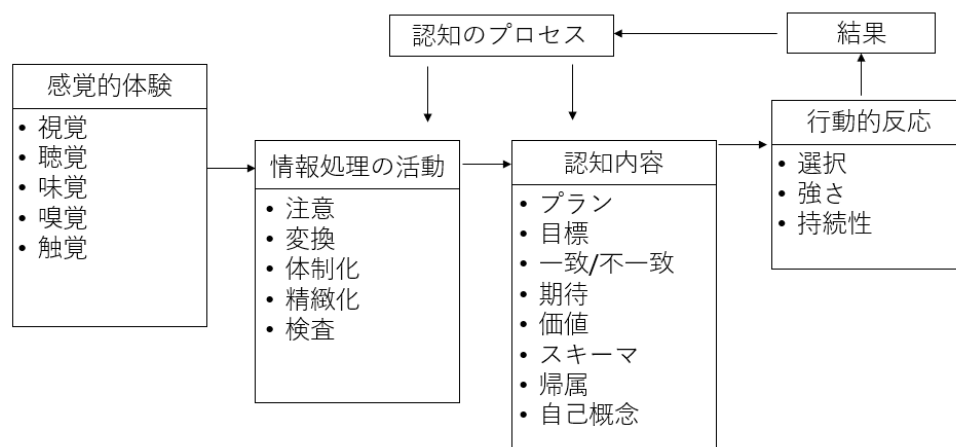 認知のプロセス
結果
感覚的体験
• 視覚
• 聴覚
• 味覚
• 嗅覚
• 触覚
情報処理の活動
• 注意
• 変換
• 体制化
• 精緻化
• 検査
認知内容
• プラン
• 目標
• 一致/不一致
• 期待
• 価値
• スキーマ
• 帰属
• 自己概念
行動的反応
• 選択
• 強さ
• 持続性